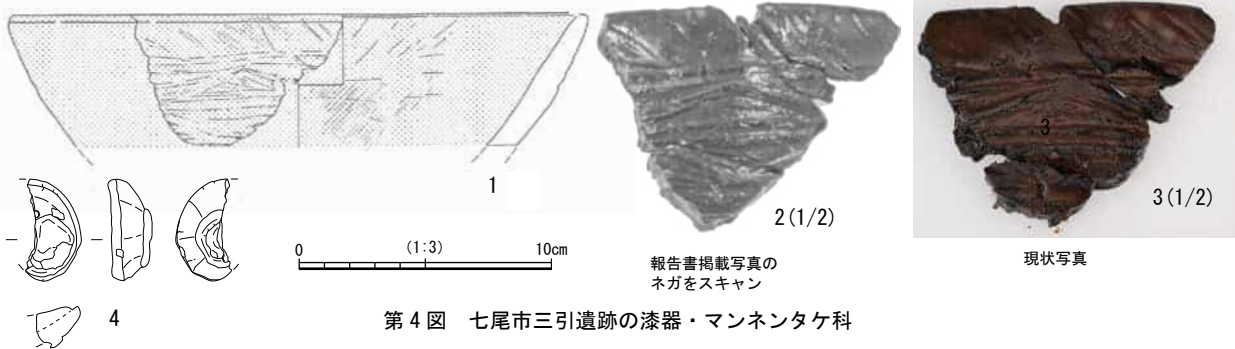 1
2(1/2)
3
3(1/2)
4
0 (1:3) 10cm
報告書掲載写真の
ネガをスキャン
現状写真
第4図 七尾市三引遺跡の漆器・マンネンタケ科